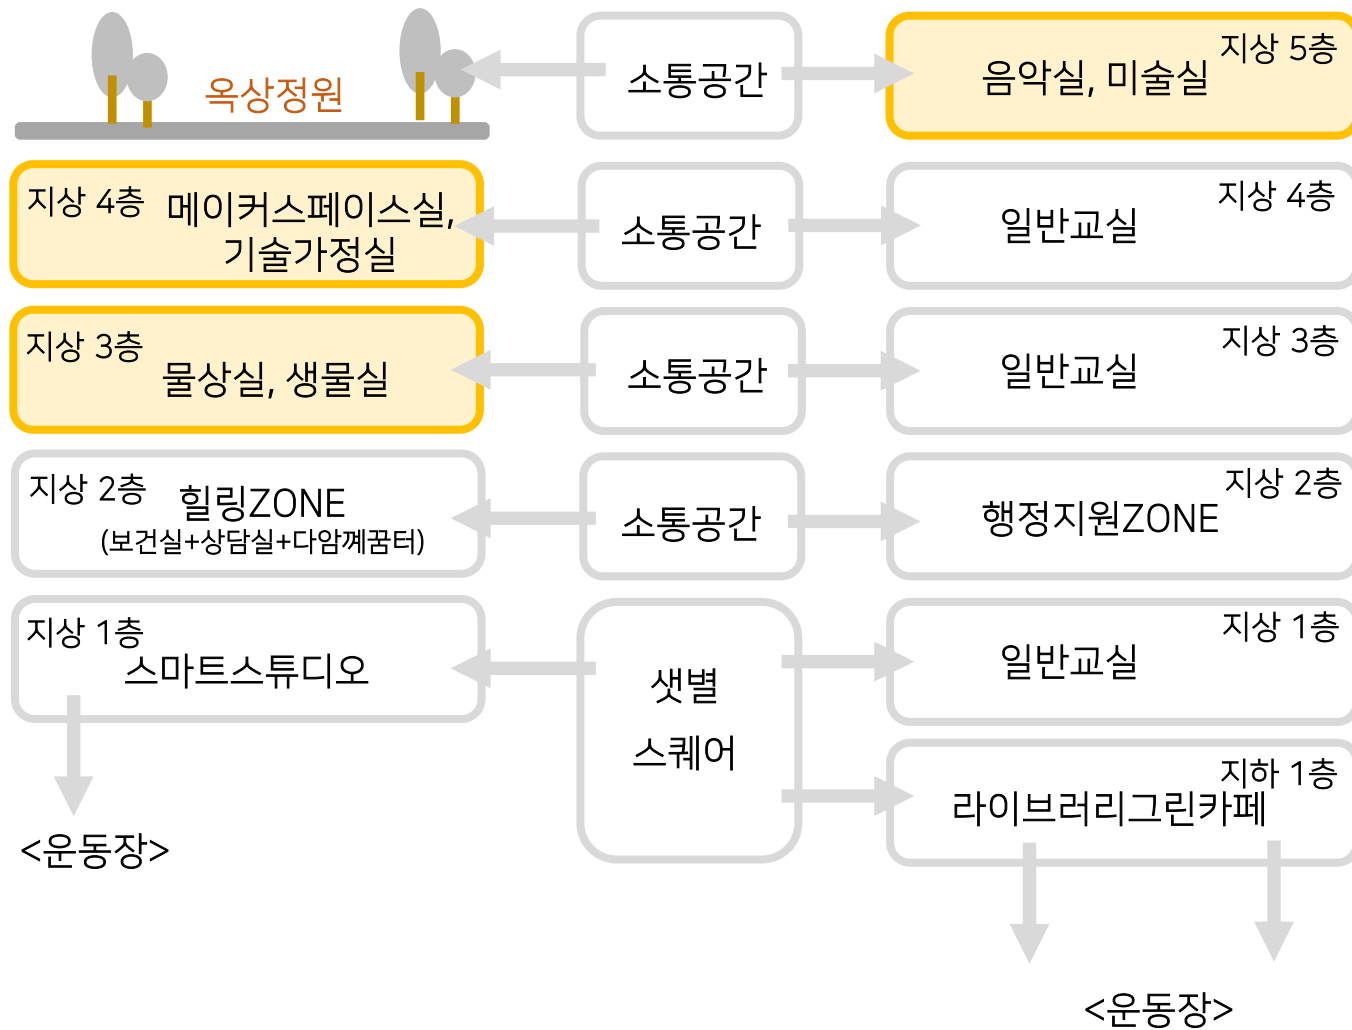 옥상정원
소통공간
지상 5층
음악실, 미술실
지상 4층
메이커스페이스실,
기술가정실
소통공간
지상 4층
일반교실
지상 3층
물상실, 생물실
소통공간
지상 3층
일반교실
지상 2층
힐링ZONE
(보건실+상담실+다암꼐꿈터)
소통공간
지상 2층
행정지원ZONE
지상 1층
스마트스튜디오
샛별
스퀘어
지상 1층
일반교실
지하 1층
라이브러리그린카페
<운동장>
<운동장>